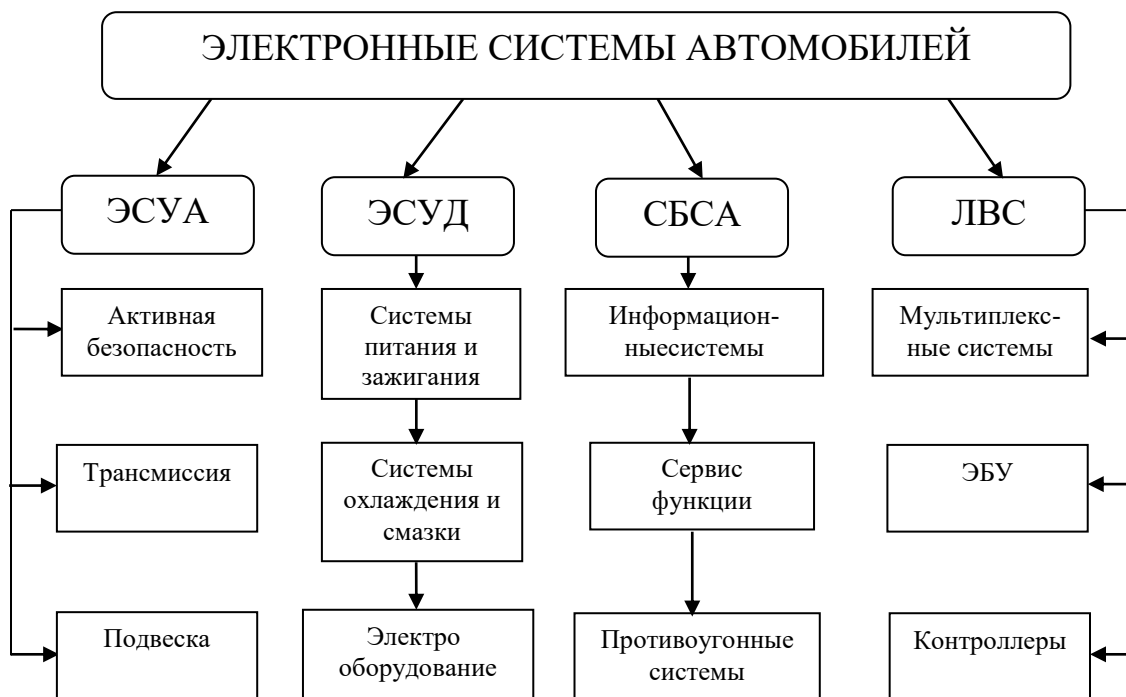 ЭЛЕКТРОННЫЕ СИСТЕМЫ АВТОМОБИЛЕЙ
ЭСУА
ЭСУД
СБСА
ЛВС
Активная
безопасность
Системы
питания и
зажигания
Информацион-
ныесистемы
Мультиплекс-
ные системы
Трансмиссия
Системы
охлаждения и
смазки
Сервис
функции
ЭБУ
Подвеска
Электро
оборудование
Противоугонные
системы
Контроллеры